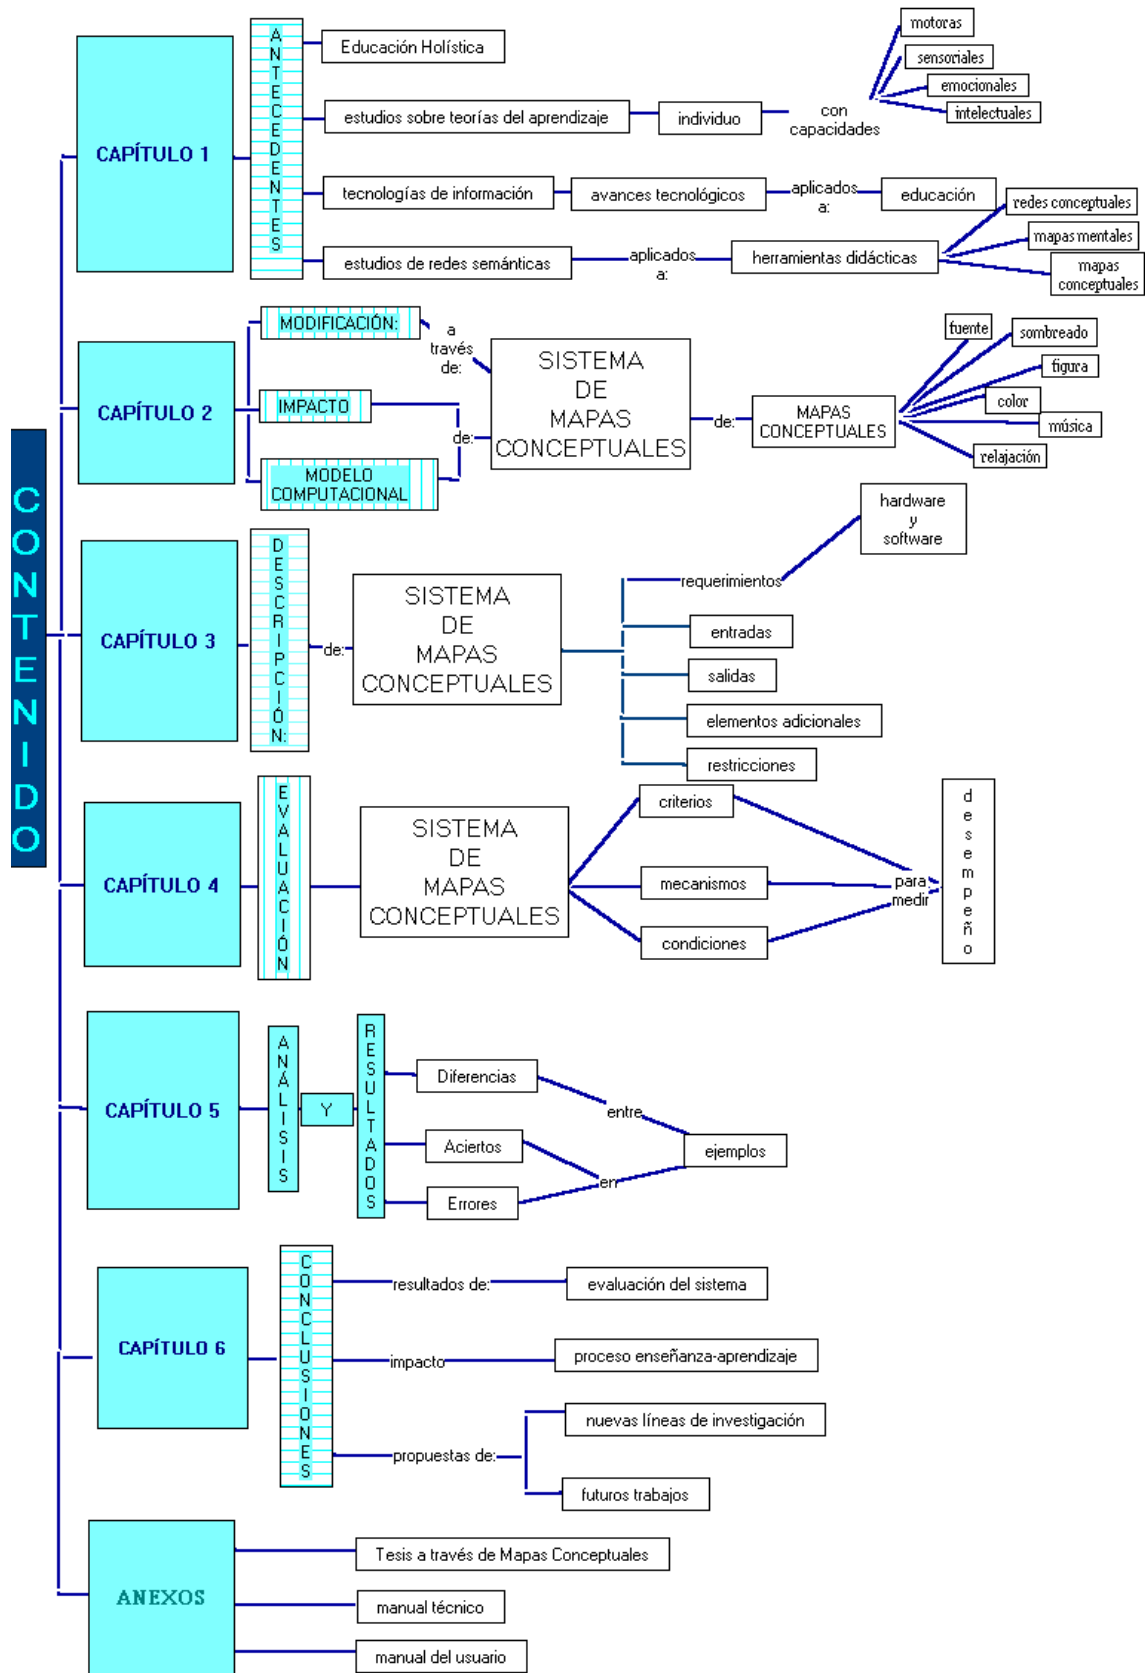 CONTENIDO
CAPÍTULO 1
ANTECEDENTES
Educación Holística
estudios sobre teorías del aprendizaje
individuo
con
capacidades
motoras
sensoriales
emocionales
intelectuales
tecnologías de información
avances tecnológicos
aplicados
a:
educación
estudios de redes semánticas
aplicados
a:
herramientas didácticas
redes conceptuales
mapas mentales
mapas
conceptuales
CAPÍTULO 2
MODIFICACIÓN:
a
través
de:
IMPACTO
MODELO
COMPUTACIONAL
de:
SISTEMA
DE
MAPAS
CONCEPTUALES
de:
MAPAS
CONCEPTUALES
fuente
sombreado
figura
color
música
relajación
CAPÍTULO 3
DESCRIPCIÓN:
de:
SISTEMA
DE
MAPAS
CONCEPTUALES
requerimientos
hardware
y
software
entradas
salidas
elementos adicionales
restricciones
CAPÍTULO 4
EVALUACIÓN
SISTEMA
DE
MAPAS
CONCEPTUALES
criterios
mecanismos
condiciones
para
medir
desempeño
CAPÍTULO 5
ANÁLISIS
Y
RESULTADOS
Diferencias
entre
Aciertos
Errores
en
ejemplos
CAPÍTULO 6
CONCLUSIONES
resultados de:
evaluación del sistema
impacto
proceso enseñanza-aprendizaje
propuestas de:
nuevas líneas de investigación
futuros trabajos
ANEXOS
Tesis a través de Mapas Conceptuales
manual técnico
manual del usuario